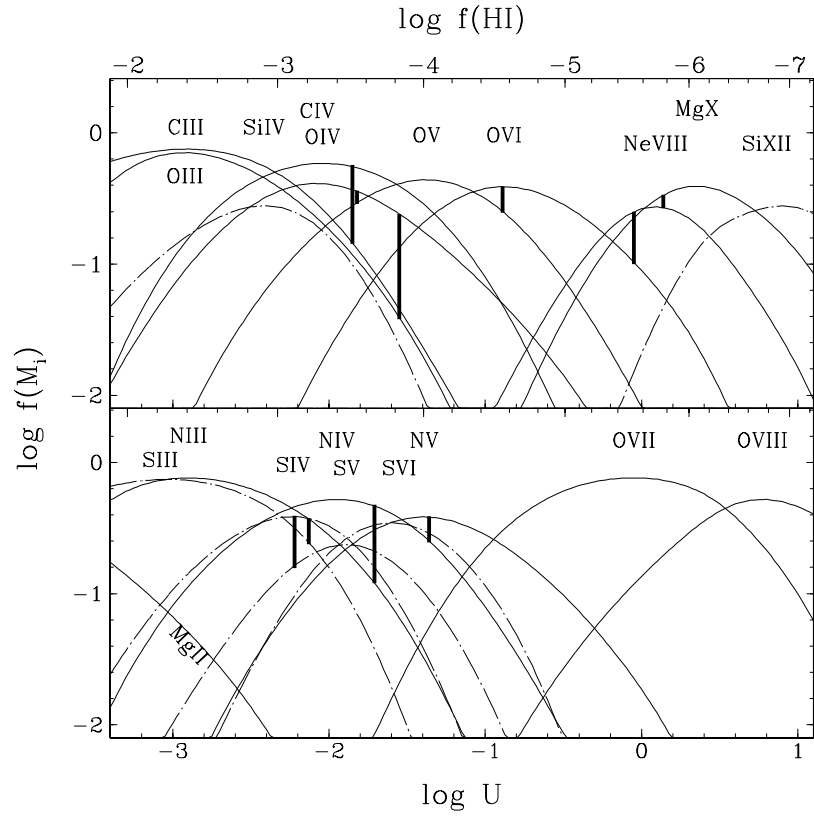 log f(HI)
−2 −3 −4 −5 −6 −7
MgX
CIV
CIII SiIV OIV OV OVI
NeVIII SiXII
OIII
0
−1
−2
log f(M_i)
NIII NIV NV OVII OVIII
SIII SIV SV SVI
0
−1
MgII
−2
−3 −2 −1 0 1
log U